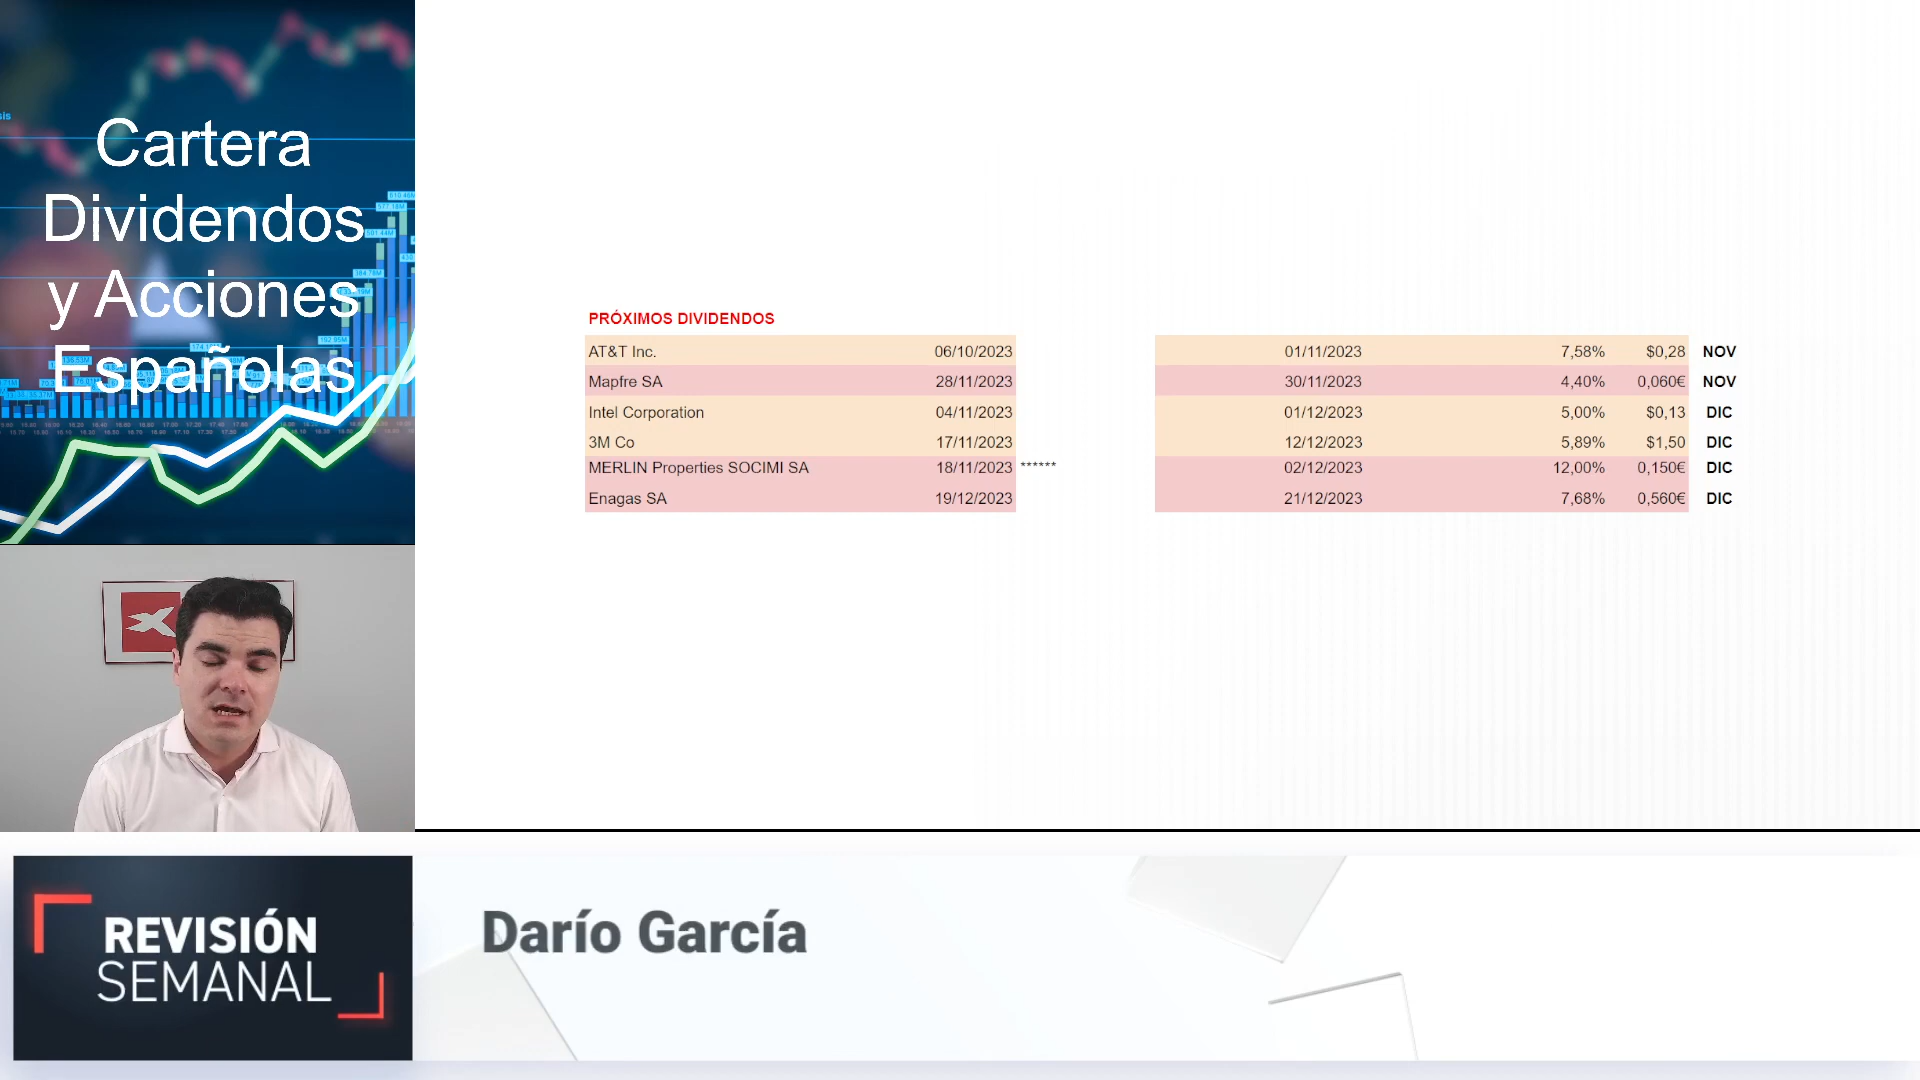 Cartera
Dividendos
y Acciones
Españolas
PRÓXIMOS DIVIDENDOS
AT&T Inc. 06/10/2023 01/11/2023 7,58% $0,28 NOV
Mapfre SA 28/11/2023 30/11/2023 4,40% 0,060€ NOV
Intel Corporation 04/11/2023 01/12/2023 5,00% $0,13 DIC
3M Co 17/11/2023 12/12/2023 5,89% $1,50 DIC
MERLIN Properties SOCIMI SA 18/11/2023 ****** 02/12/2023 12,00% 0,150€ DIC
Enagas SA 19/12/2023 21/12/2023 7,68% 0,560€ DIC
REVISIÓN
SEMANAL
Darío García